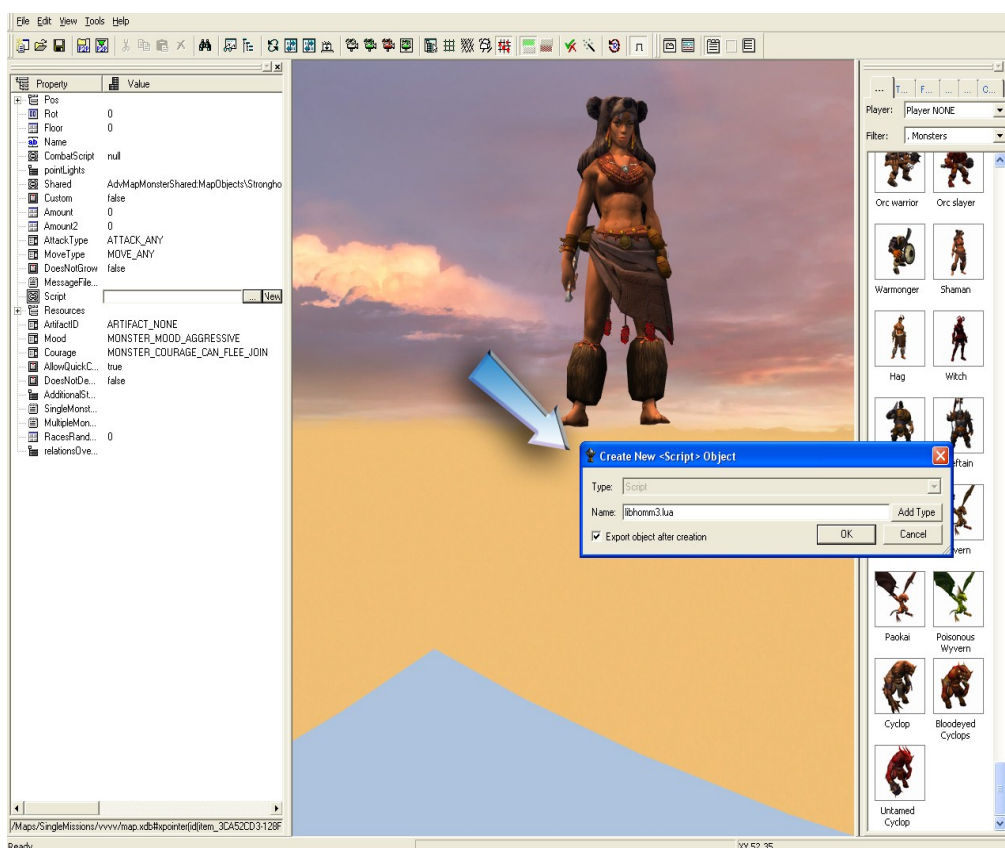 File Edit View Tools Help
Property Value
Pos
Rot 0
Floor 0
Name
CombatScript null
pointLights
Shared AdvMapMonsterShared:MapObjects\Strongho
Custom false
Amount 0
Amount2 0
AttackType ATTACK_ANY
MoveType MOVE_ANY
DoesNotGrow false
MessageFile...
Script ... New
Resources
ArtifactID ARTIFACT_NONE
Mood MONSTER_MOOD_AGGRESSIVE
Courage MONSTER_COURAGE_CAN_FLEE_JOIN
AllowQuickC... true
DoesNotDe... false
AdditionalSt...
SingleMonst...
MultipleMon...
RacesRand... 0
relationsOve...
/Maps/SingleMissions/vvvv/map.xdb#xpointer(id(item_3CA52CD3-128F
Ready
XY 52,35
Create New <Script> Object
Type: Script
Name: libhomm3.lua Add Type
Export object after creation OK Cancel
... T... F... ... ... C...
Player: Player NONE
Filter: . Monsters
Orc warrior Orc slayer
Warmonger Shaman
Hag Witch
eftain
vern
Paokai Poisonous
Wyvern
Cyclop Bloodeyed
Cyclops
Untamed
Cyclop